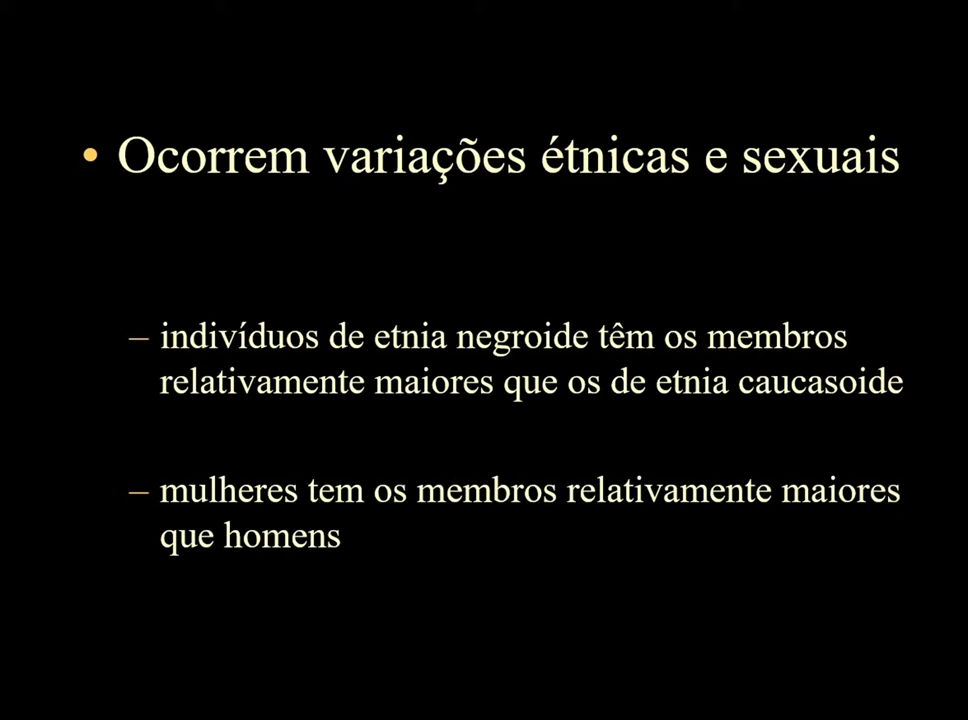 • Ocorrem variações étnicas e sexuais
– indivíduos de etnia negroide têm os membros
relativamente maiores que os de etnia caucasoide
– mulheres tem os membros relativamente maiores
que homens